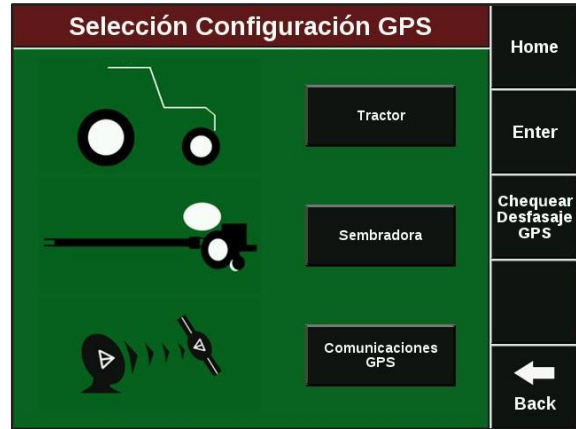 Selección Configuración GPS
Home
Tractor
Enter
Chequear
Desfasaje
GPS
Sembradora
Comunicaciones
GPS
Back